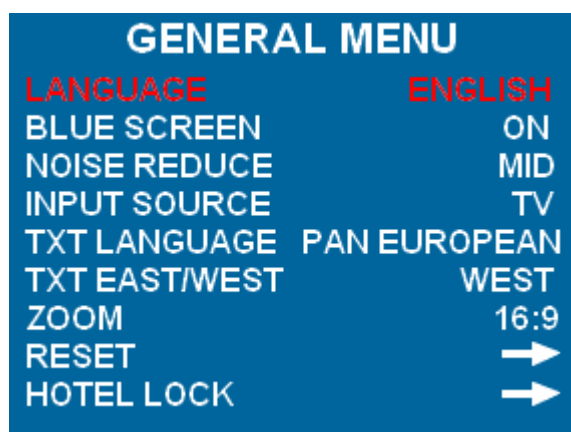 GENERAL MENU
LANGUAGE ENGLISH
BLUE SCREEN ON
NOISE REDUCE MID
INPUT SOURCE TV
TXT LANGUAGE PAN EUROPEAN
TXT EAST/WEST WEST
ZOOM 16:9
RESET
HOTEL LOCK